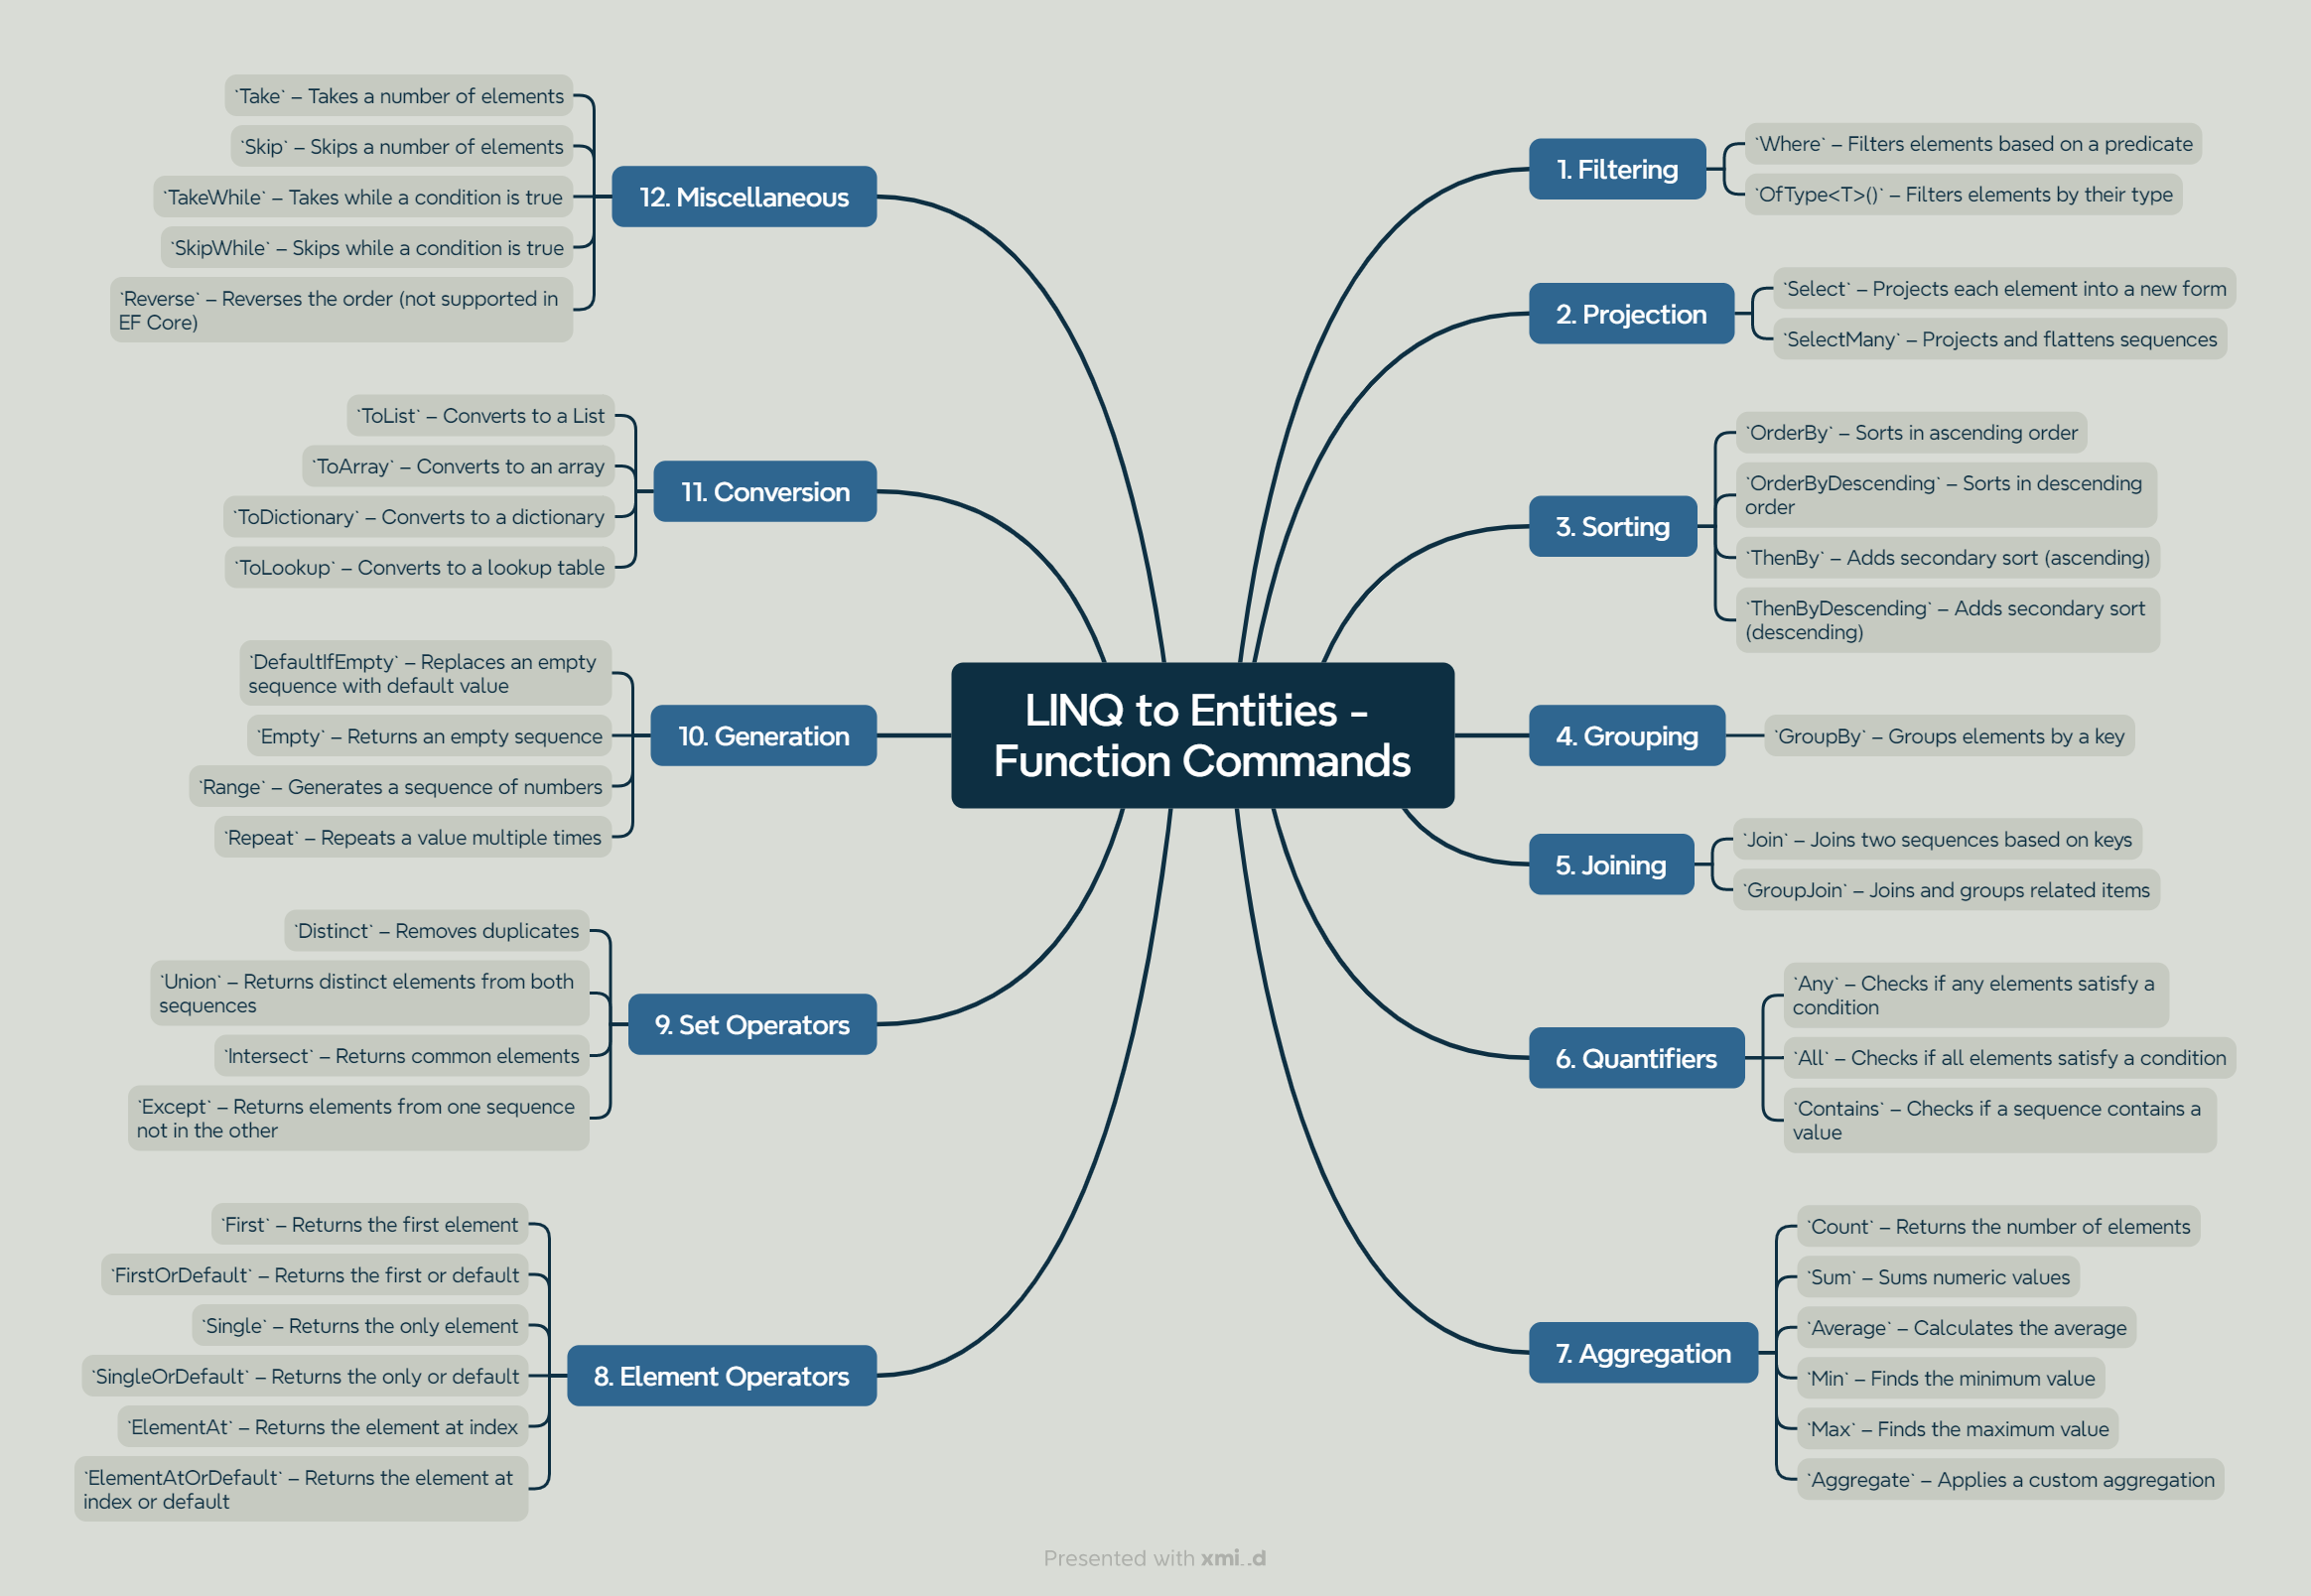 LINQ to Entities -
Function Commands
1. Filtering
`Where` – Filters elements based on a predicate
`OfType<T>()` – Filters elements by their type
2. Projection
`Select` – Projects each element into a new form
`SelectMany` – Projects and flattens sequences
3. Sorting
`OrderBy` – Sorts in ascending order
`OrderByDescending` – Sorts in descending
order
`ThenBy` – Adds secondary sort (ascending)
`ThenByDescending` – Adds secondary sort
(descending)
4. Grouping
`GroupBy` – Groups elements by a key
5. Joining
`Join` – Joins two sequences based on keys
`GroupJoin` – Joins and groups related items
6. Quantifiers
`Any` – Checks if any elements satisfy a
condition
`All` – Checks if all elements satisfy a condition
`Contains` – Checks if a sequence contains a
value
7. Aggregation
`Count` – Returns the number of elements
`Sum` – Sums numeric values
`Average` – Calculates the average
`Min` – Finds the minimum value
`Max` – Finds the maximum value
`Aggregate` – Applies a custom aggregation
8. Element Operators
`First` – Returns the first element
`FirstOrDefault` – Returns the first or default
`Single` – Returns the only element
`SingleOrDefault` – Returns the only or default
`ElementAt` – Returns the element at index
`ElementAtOrDefault` – Returns the element at
index or default
9. Set Operators
`Distinct` – Removes duplicates
`Union` – Returns distinct elements from both
sequences
`Intersect` – Returns common elements
`Except` – Returns elements from one sequence
not in the other
10. Generation
`DefaultIfEmpty` – Replaces an empty
sequence with default value
`Empty` – Returns an empty sequence
`Range` – Generates a sequence of numbers
`Repeat` – Repeats a value multiple times
11. Conversion
`ToList` – Converts to a List
`ToArray` – Converts to an array
`ToDictionary` – Converts to a dictionary
`ToLookup` – Converts to a lookup table
12. Miscellaneous
`Take` – Takes a number of elements
`Skip` – Skips a number of elements
`TakeWhile` – Takes while a condition is true
`SkipWhile` – Skips while a condition is true
`Reverse` – Reverses the order (not supported in
EF Core)
Presented with xmi..d